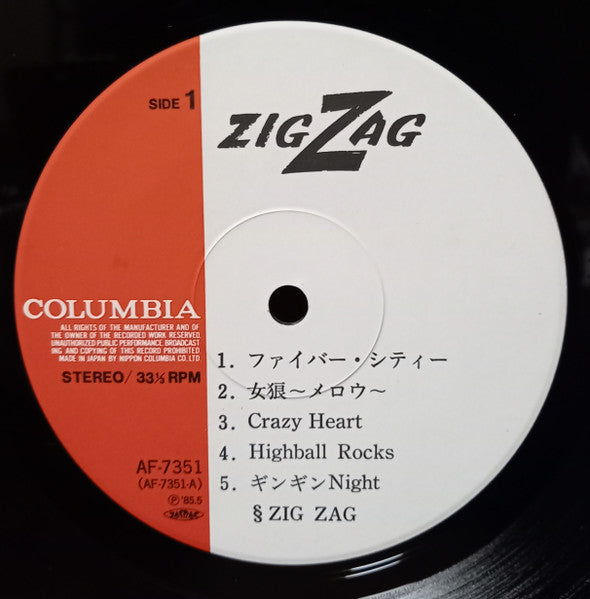 SIDE 1
ZIGZAG
COLUMBIA
ALL RIGHTS OF THE MANUFACTURER AND OF
THE OWNER OF THE RECORDED WORK RESERVED
UNAUTHORIZED PUBLIC PERFORMANCE BROADCAST
ING AND COPYING OF THIS RECORD PROHIBITED
MADE IN JAPAN BY NIPPON COLUMBIA CO. LTD
STEREO/33⅓ RPM
1. ファイバー・シティー
2. 女狼〜メロウ〜
3. Crazy Heart
4. Highball Rocks
5. ギンギンNight
§ ZIG ZAG
AF-7351
(AF-7351-A)
Ⓟ'85.5